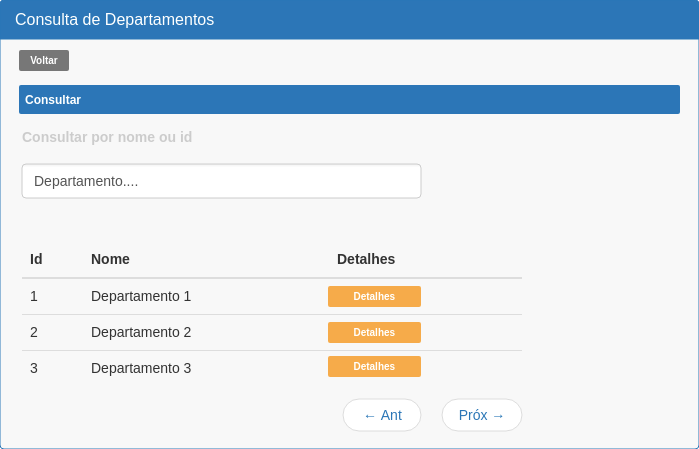 Consulta de Departamentos
Voltar
Consultar
Consultar por nome ou id
Departamento....
Id Nome Detalhes
1 Departamento 1 Detalhes
2 Departamento 2 Detalhes
3 Departamento 3 Detalhes
← Ant Próx →